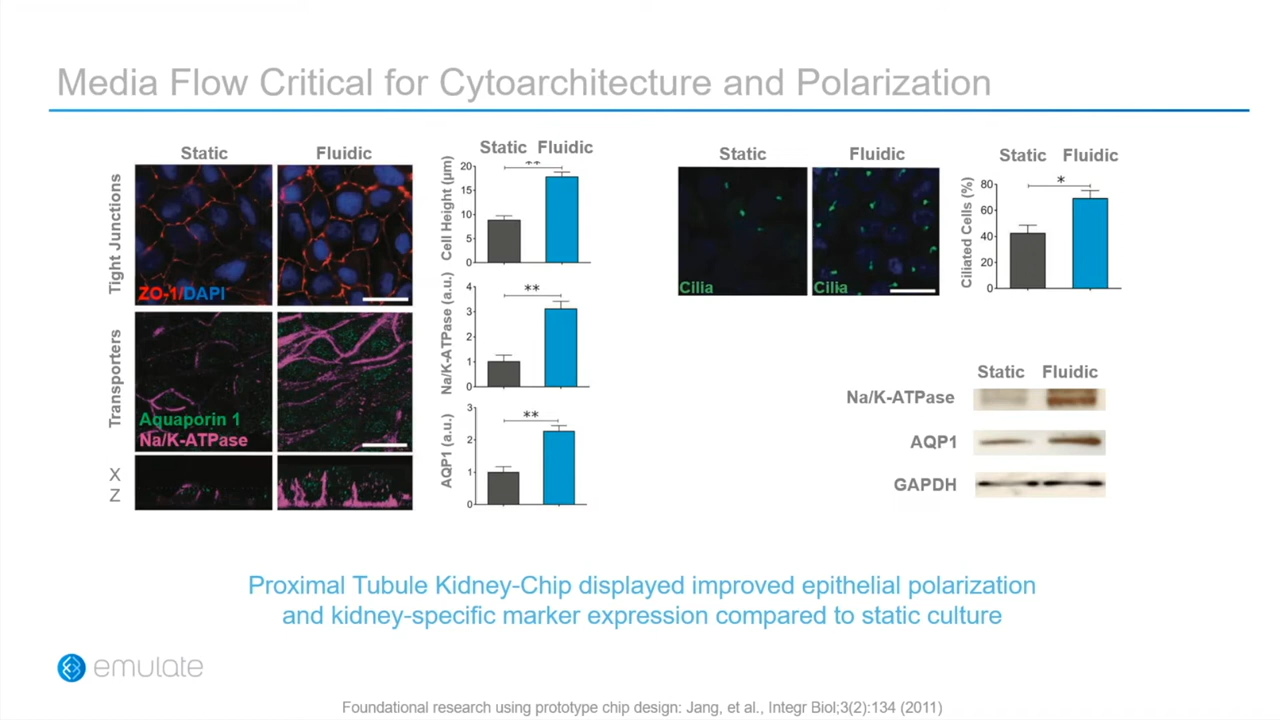 Media Flow Critical for Cytoarchitecture and Polarization
Static
Fluidic
Tight Junctions
ZO-1/DAPI
Transporters
Aquaporin 1
Na/K-ATPase
X
Z
Static Fluidic
Cell Height (µm)
20
15
10
5
0
**
Na/K-ATPase (a.u.)
4
3
2
1
0
**
AQP1 (a.u.)
3
2
1
0
**
Static
Fluidic
Cilia
Cilia
Static Fluidic
Ciliated Cells (%)
80
60
40
20
0
*
Static Fluidic
Na/K-ATPase
AQP1
GAPDH
Proximal Tubule Kidney-Chip displayed improved epithelial polarization
and kidney-specific marker expression compared to static culture
emulate
Foundational research using prototype chip design: Jang, et al., Integr Biol;3(2):134 (2011)